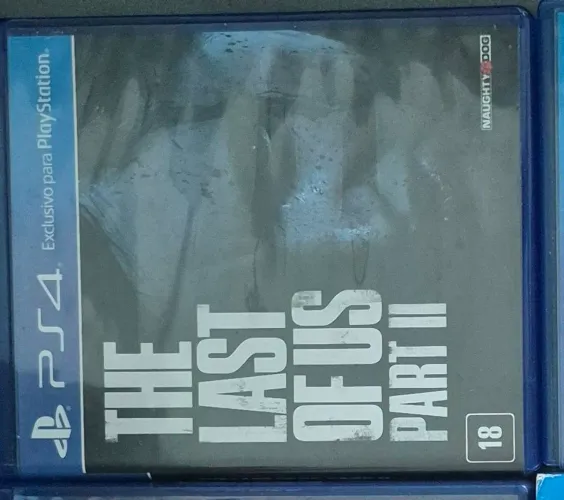 PS4 Exclusivo para PlayStation®
NAUGHTY DOG
THE
LAST
OF US
PART II
18